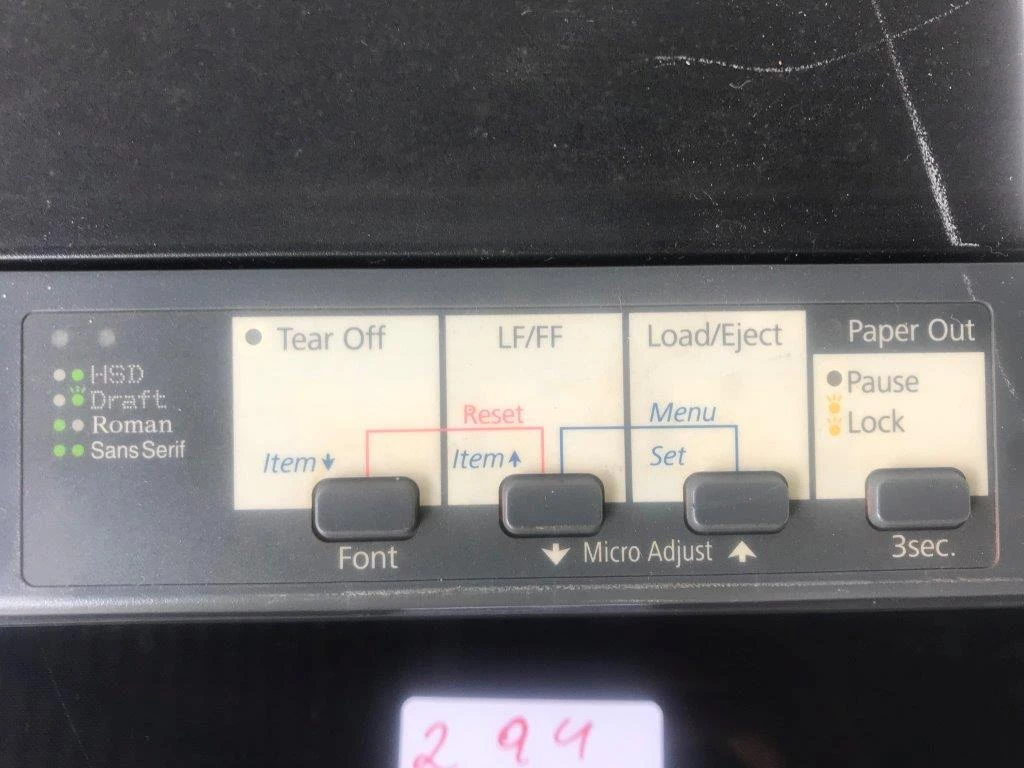 HSD
Draft
Roman
Sans Serif
Tear Off
Item
Font
LF/FF
Reset
Item
Micro Adjust
Load/Eject
Menu
Set
Paper Out
Pause
Lock
3sec.
294